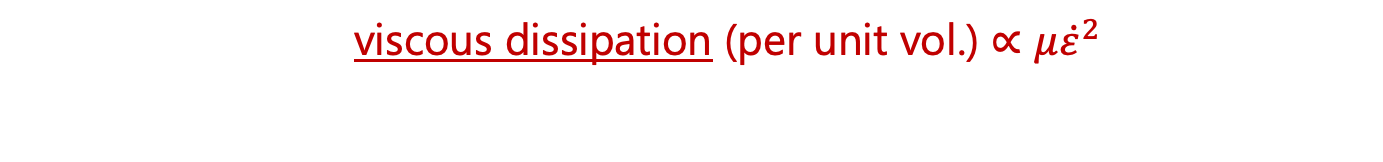 viscous dissipation (per unit vol.) ∝ 𝜇𝜀̇²